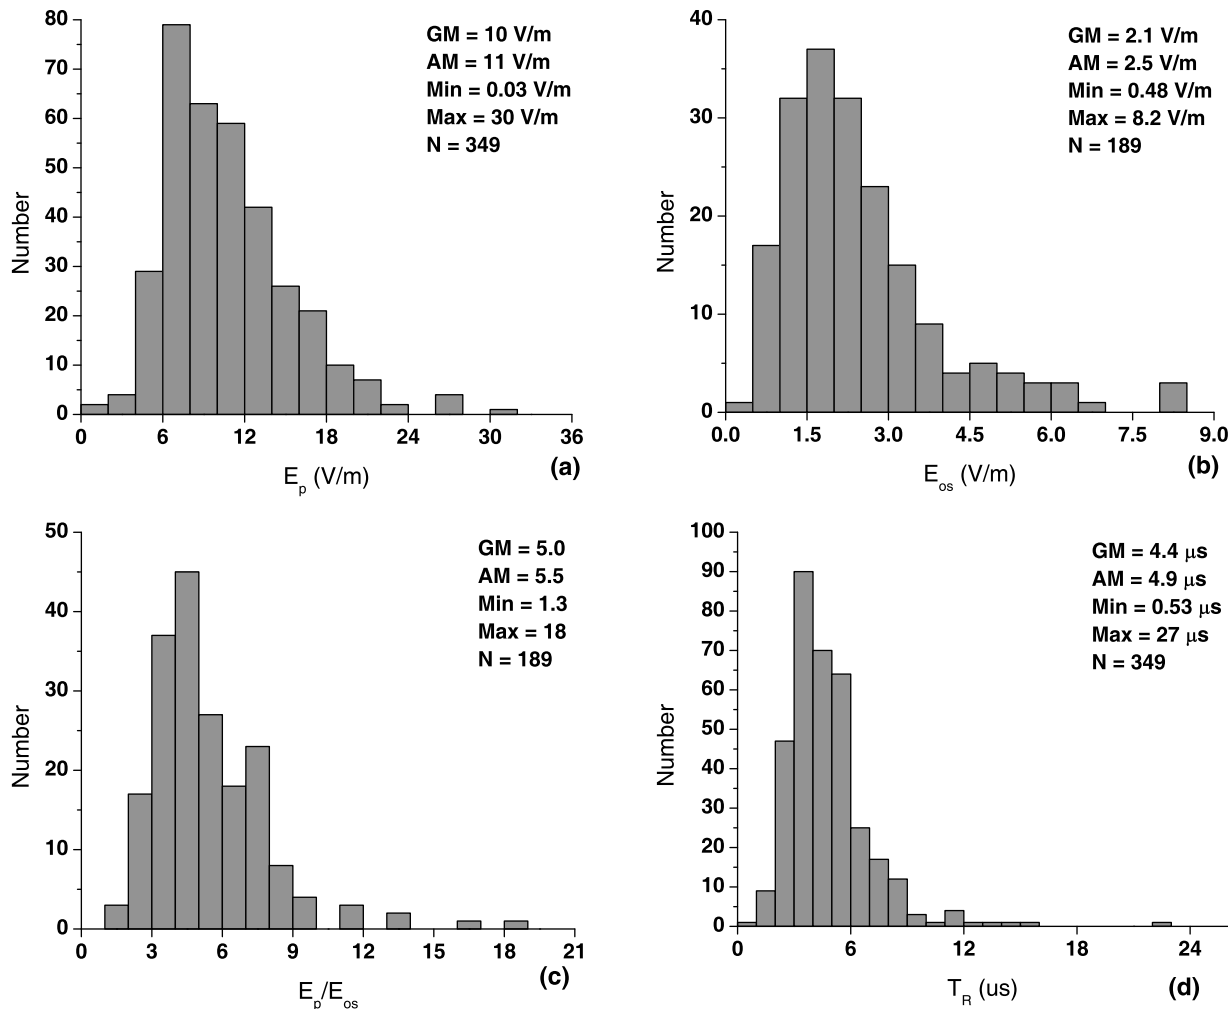 80
70
60
50
40
30
20
10
0
Number
GM = 10 V/m
AM = 11 V/m
Min = 0.03 V/m
Max = 30 V/m
N = 349
0 6 12 18 24 30 36
Ep (V/m)
(a)
40
30
20
10
0
Number
GM = 2.1 V/m
AM = 2.5 V/m
Min = 0.48 V/m
Max = 8.2 V/m
N = 189
0.0 1.5 3.0 4.5 6.0 7.5 9.0
Eos (V/m)
(b)
50
40
30
20
10
0
Number
GM = 5.0
AM = 5.5
Min = 1.3
Max = 18
N = 189
0 3 6 9 12 15 18 21
Ep/Eos
(c)
100
90
80
70
60
50
40
30
20
10
0
Number
GM = 4.4 µs
AM = 4.9 µs
Min = 0.53 µs
Max = 27 µs
N = 349
0 6 12 18 24
TR (us)
(d)